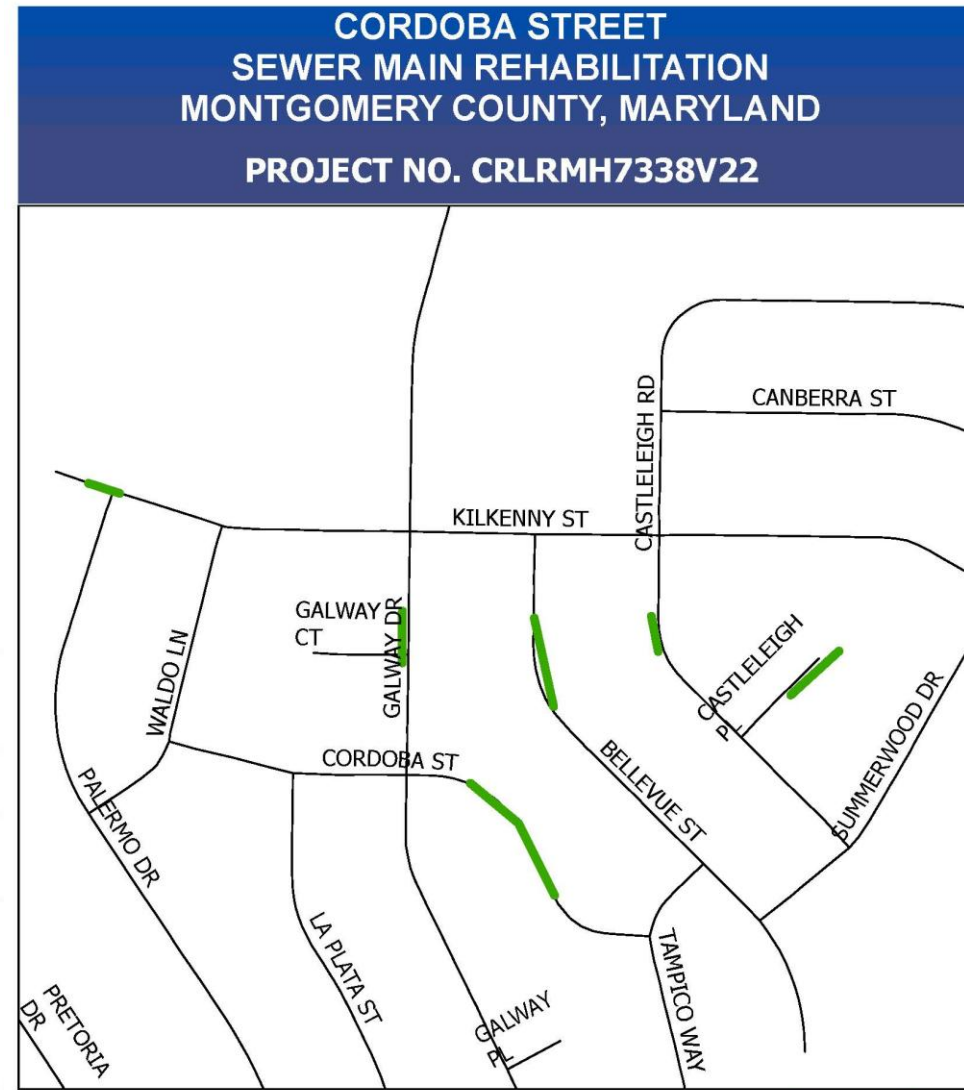 CORDOBA STREET
SEWER MAIN REHABILITATION
MONTGOMERY COUNTY, MARYLAND
PROJECT NO. CRLRMH7338V22
CANBERRA ST
CASTLELEIGH RD
KILKENNY ST
GALWAY
CT
GALWAY DR
WALDO LN
CASTLELEIGH
PL
SUMMERWOOD DR
CORDOBA ST
BELLEVUE ST
PALERMO DR
LA PLATA ST
TAMPICO WAY
GALWAY
PL
PRETORIA
DR